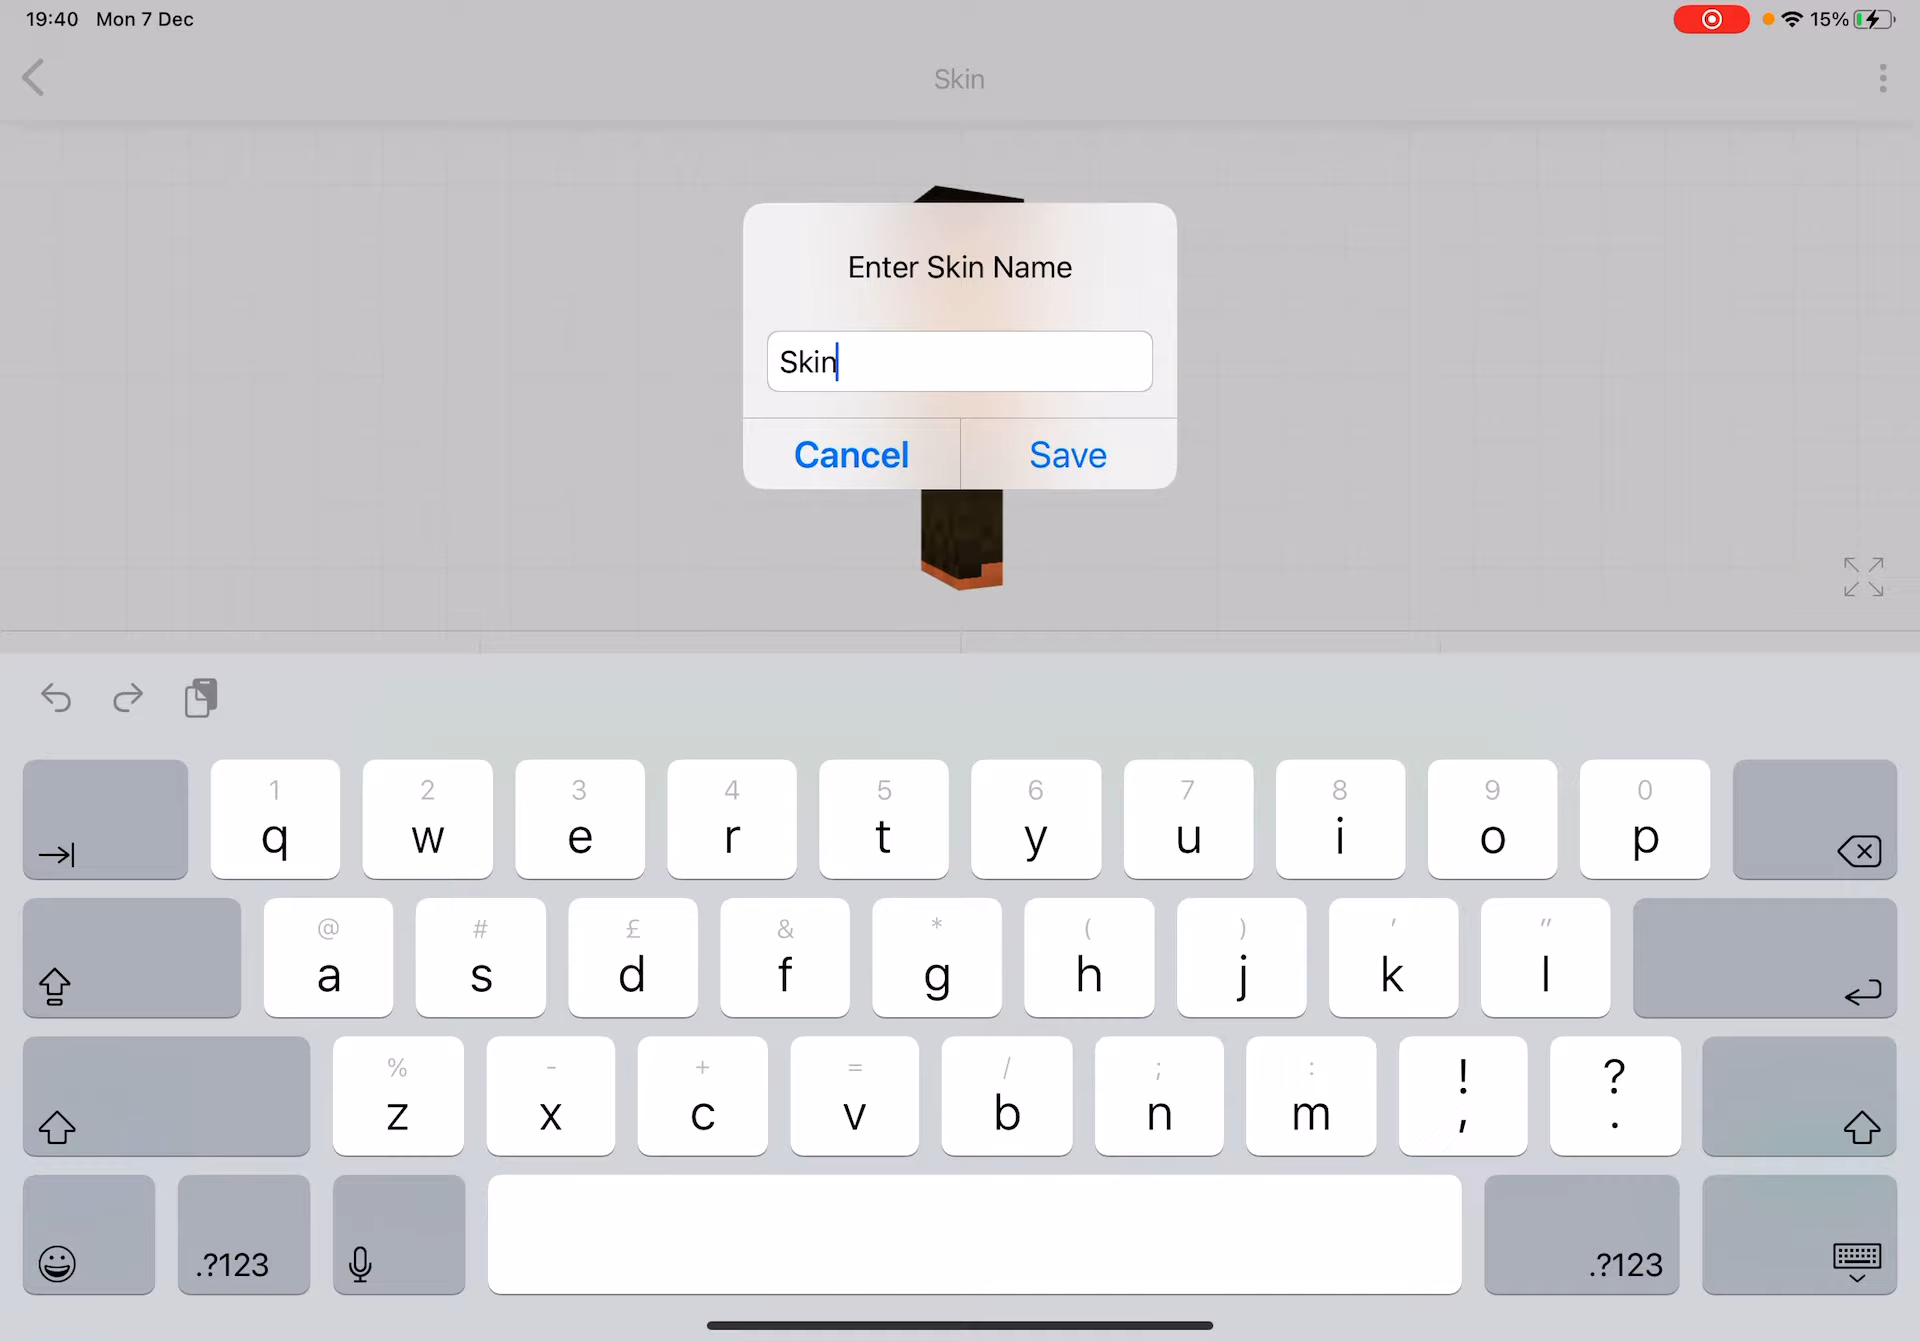 19:40 Mon 7 Dec 15%
Skin
Enter Skin Name
Skin
Cancel Save
1 2 3 4 5 6 7 8 9 0
q w e r t y u i o p
@ # £ & * ( ) ' "
a s d f g h j k l
% - + = / ; : ! ?
z x c v b n m , .
.?123 .?123